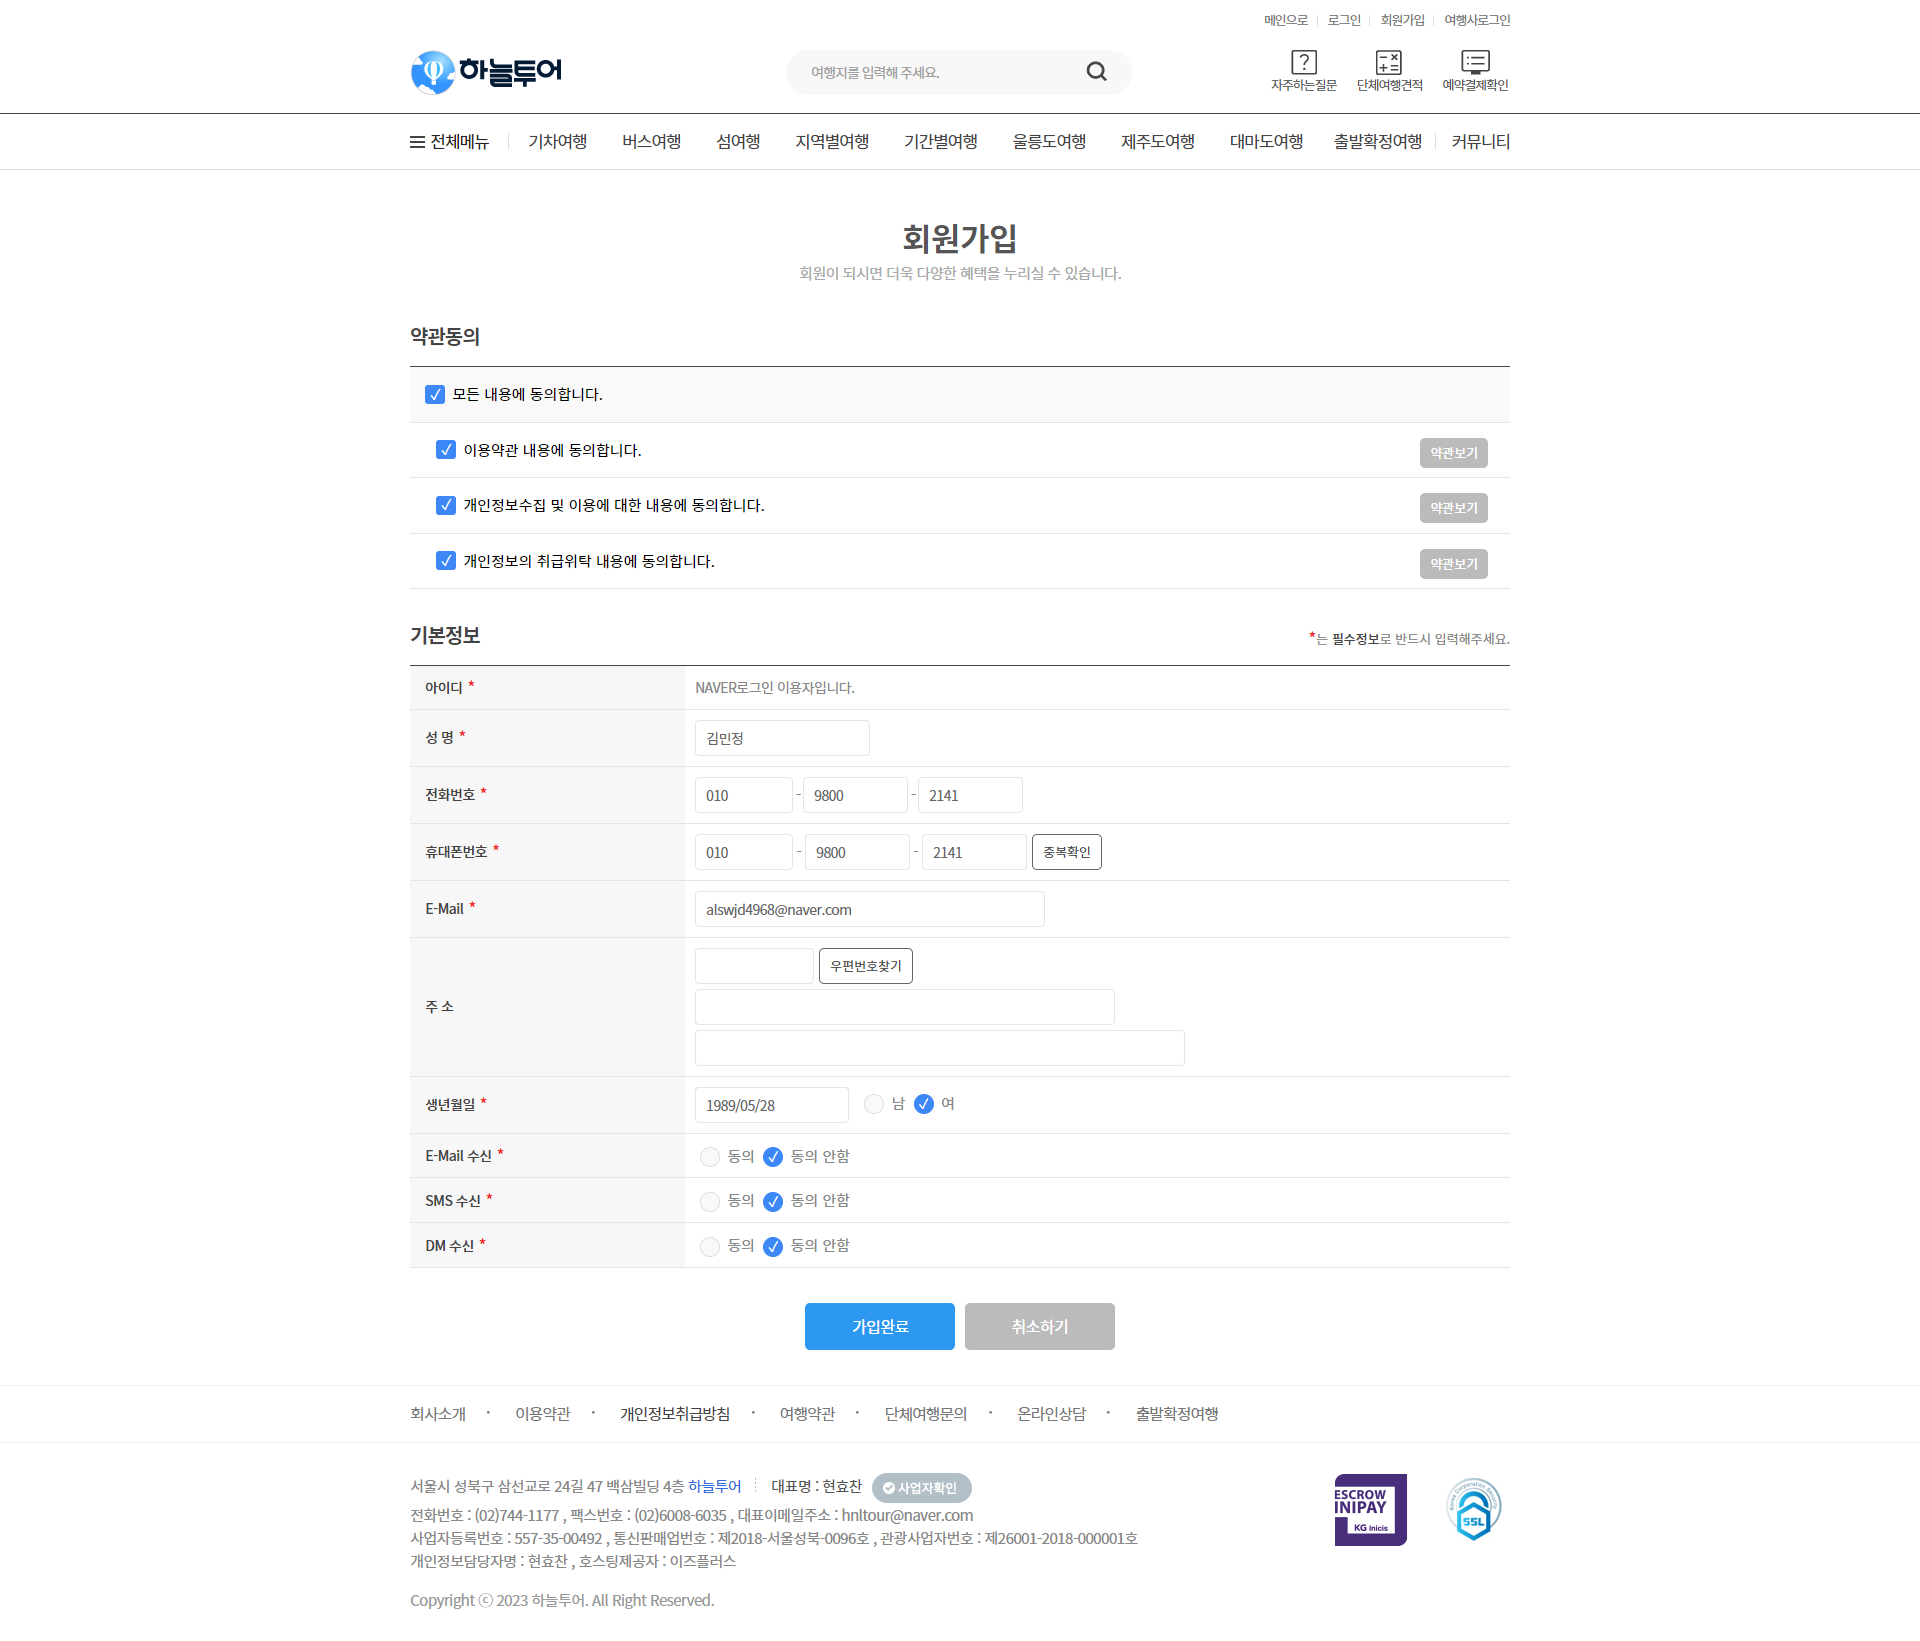 메인으로 로그인 회원가입 여행사로그인
하늘투어
여행지를 입력해 주세요.
자주하는질문 단체여행견적 예약결제확인
전체메뉴 기차여행 버스여행 섬여행 지역별여행 기간별여행 울릉도여행 제주도여행 대마도여행 출발확정여행 커뮤니티
회원가입
회원이 되시면 더욱 다양한 혜택을 누리실 수 있습니다.
약관동의
모든 내용에 동의합니다.
이용약관 내용에 동의합니다. 약관보기
개인정보수집 및 이용에 대한 내용에 동의합니다. 약관보기
개인정보의 취급위탁 내용에 동의합니다. 약관보기
기본정보 *는 필수정보로 반드시 입력해주세요.
아이디 * NAVER로그인 이용자입니다.
성 명 * 김민정
전화번호 * 010 - 9800 - 2141
휴대폰번호 * 010 - 9800 - 2141 중복확인
E-Mail * alswjd4968@naver.com
주 소 우편번호찾기
생년월일 * 1989/05/28 남 여
E-Mail 수신 * 동의 동의 안함
SMS 수신 * 동의 동의 안함
DM 수신 * 동의 동의 안함
가입완료 취소하기
회사소개 · 이용약관 · 개인정보취급방침 · 여행약관 · 단체여행문의 · 온라인상담 · 출발확정여행
서울시 성북구 삼선교로 24길 47 백삼빌딩 4층 하늘투어 대표명 : 현효찬 사업자확인
전화번호 : (02)744-1177 , 팩스번호 : (02)6008-6035 , 대표이메일주소 : hnltour@naver.com
사업자등록번호 : 557-35-00492 , 통신판매업번호 : 제2018-서울성북-0096호 , 관광사업자번호 : 제26001-2018-000001호
개인정보담당자명 : 현효찬 , 호스팅제공자 : 이즈플러스
Copyright ⓒ 2023 하늘투어. All Right Reserved.
ESCROW
INIPAY
KG Inicis
Korea Corporation Security
SSL